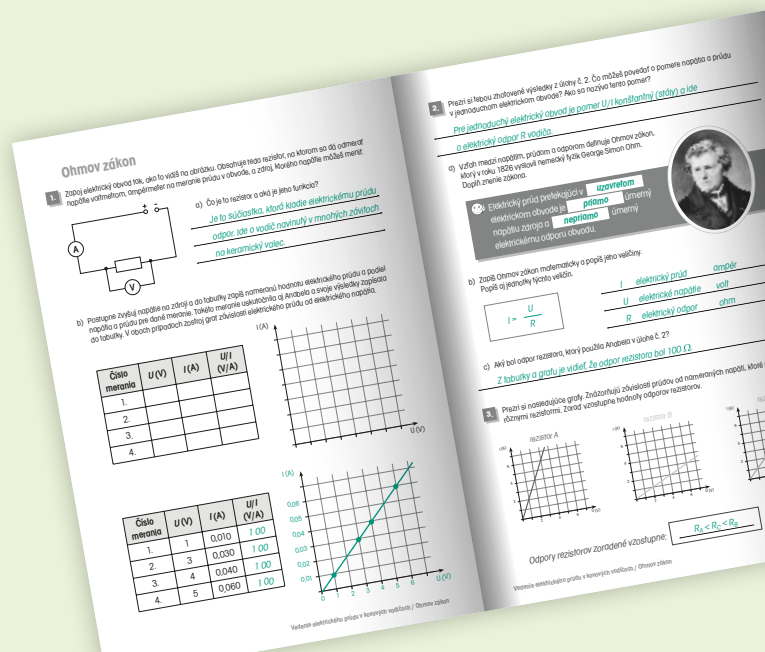 Ohmov zákon
1. Zapoj elektrický obvod tak, ako to vidíš na obrázku. Obsahuje teda rezistor, na ktorom sa dá odmerať
napätie voltmetrom, ampérmeter na meranie prúdu v obvode, a zdroj, ktorého napätie môžeš meniť.
+ -
A
V
a) Čo je to rezistor a aká je jeho funkcia?
Je to súčiastka, ktorá kladie elektrickému prúdu
odpor. Ide o vodič navinutý v mnohých závitoch
na keramický valec.
b) Postupne zvyšuj napätie na zdroji a do tabuľky zapíš nameranú hodnotu elektrického prúdu a podiel
napätia a prúdu pre dané meranie. Takéto meranie uskutočnila aj Anabela a svoje výsledky zapísala
do tabuľky. V oboch prípadoch zostroj graf závislosti elektrického prúdu od elektrického napätia.
Číslo merania U (V) I (A) U/I (V/A)
1.
2.
3.
4.
I (A)
U (V)
Číslo merania U (V) I (A) U/I (V/A)
1. 1 0,010 100
2. 3 0,030 100
3. 4 0,040 100
4. 5 0,060 100
I (A)
0,06
0,05
0,04
0,03
0,02
0,01
0 1 2 3 4 5 6
U (V)
Vedenie elektrického prúdu v kovových vodičoch / Ohmov zákon
2. Prezri si tebou zhotovené výsledky z úlohy č. 2. Čo môžeš povedať o pomere napätia a prúdu
v jednoduchom elektrickom obvode? Ako sa nazýva tento pomer?
Pre jednoduchý elektrický obvod je pomer U/I konštantný (stály) a ide
o elektrický odpor R vodiča.
a) Vzťah medzi napätím, prúdom a odporom definuje Ohmov zákon,
ktorý v roku 1826 vyslovil nemecký fyzik George Simon Ohm.
Doplň znenie zákona.
Elektrický prúd pretekajúci v uzavretom
elektrickom obvode je priamo úmerný
napätiu zdroja a nepriamo úmerný
elektrickému odporu obvodu.
b) Zapíš Ohmov zákon matematicky a popíš jeho veličiny.
Popíš aj jednotky týchto veličín.
I = U
R
I elektrický prúd ampér
U elektrické napätie volt
R elektrický odpor ohm
c) Aký bol odpor rezistora, ktorý použila Anabela v úlohe č. 2?
Z tabuľky a grafu je vidieť, že odpor rezistora bol 100 Ω.
3. Prezri si nasledujúce grafy. Znázorňujú závislosti prúdov od nameraných napätí, ktoré
rôznymi rezistormi. Zoraď vzostupne hodnoty odporov rezistorov.
rezistor A
rezistor B
Odpory rezistorov zoradené vzostupne: R_A < R_C < R_B
Vedenie elektrického prúdu v kovových vodičoch / Ohmov zákon